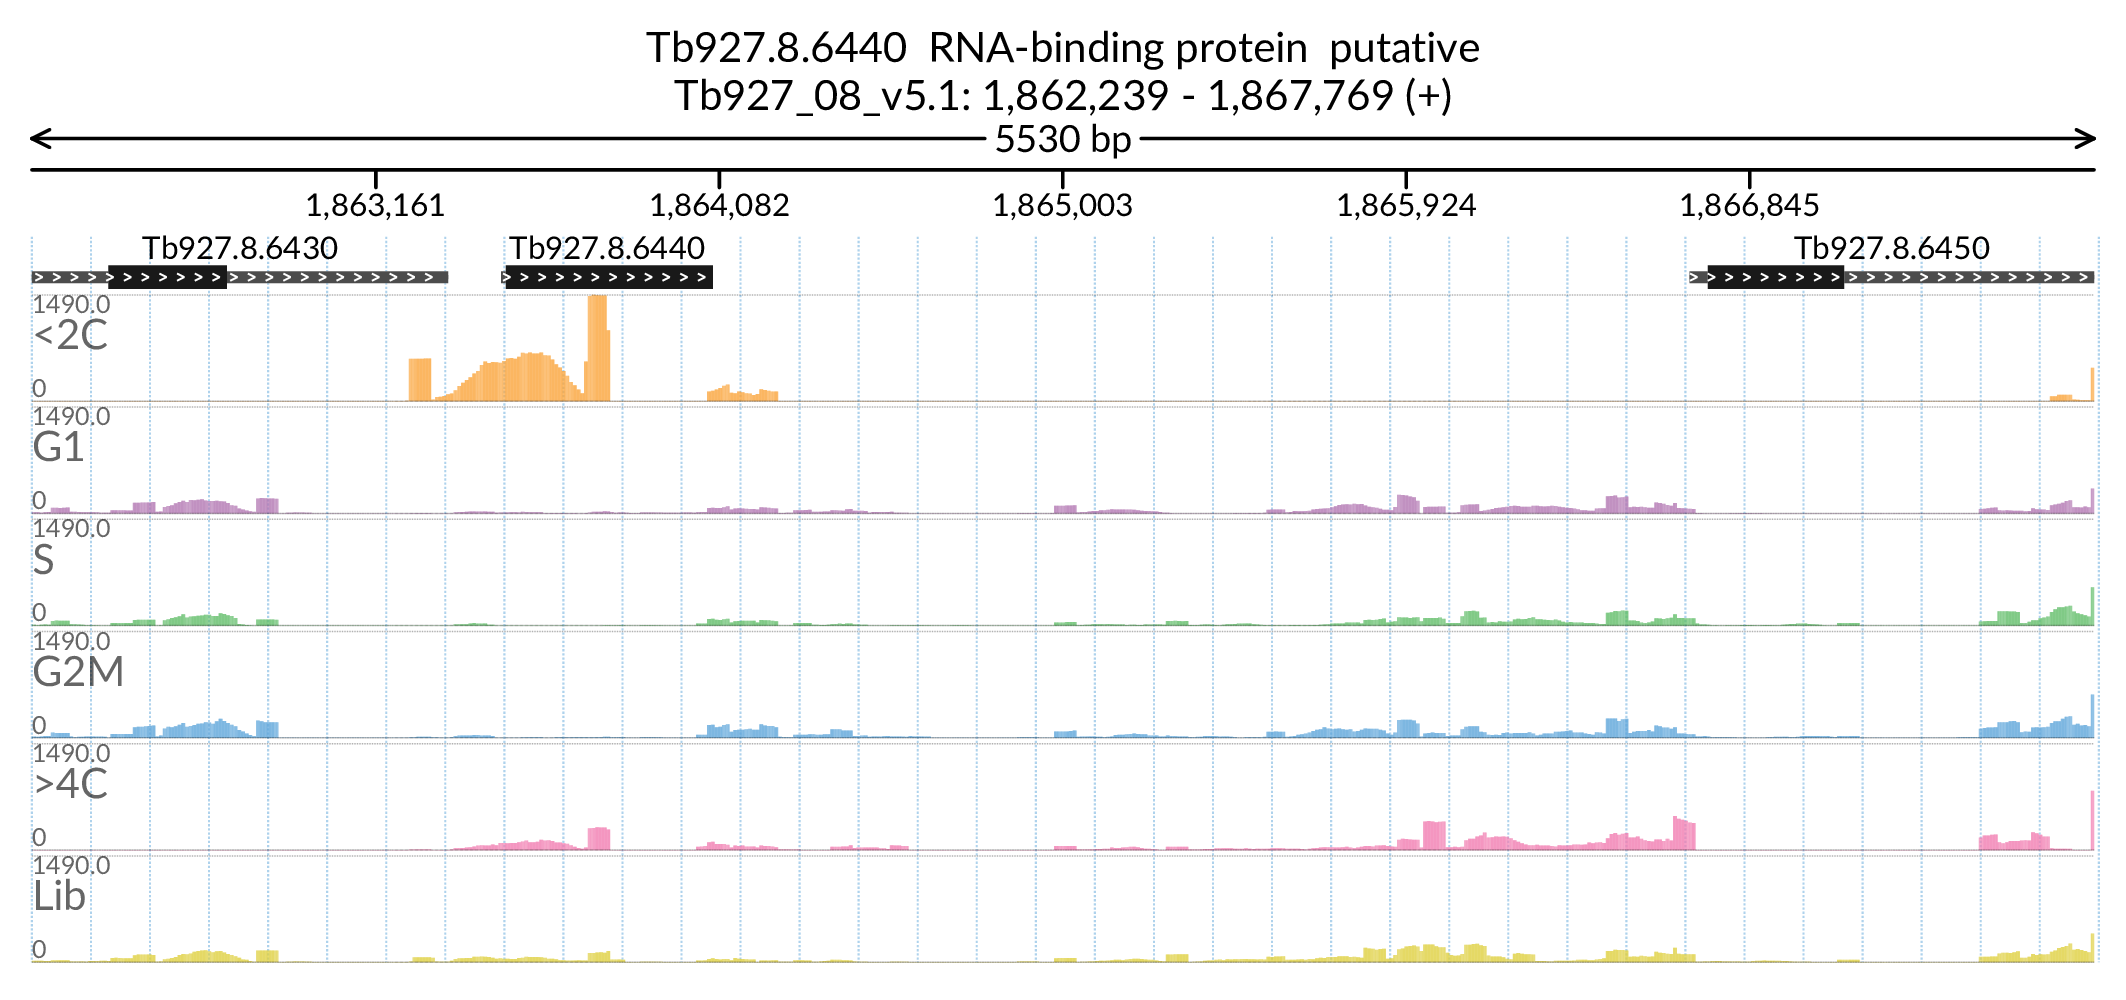 Tb927.8.6440 RNA-binding protein putative
Tb927_08_v5.1: 1,862,239 - 1,867,769 (+)
5530 bp
1,863,161 1,864,082 1,865,003 1,865,924 1,866,845
Tb927.8.6430 Tb927.8.6440 Tb927.8.6450
1490.0
<2C
0
1490.0
G1
0
1490.0
S
0
1490.0
G2M
0
1490.0
>4C
0
1490.0
Lib
0